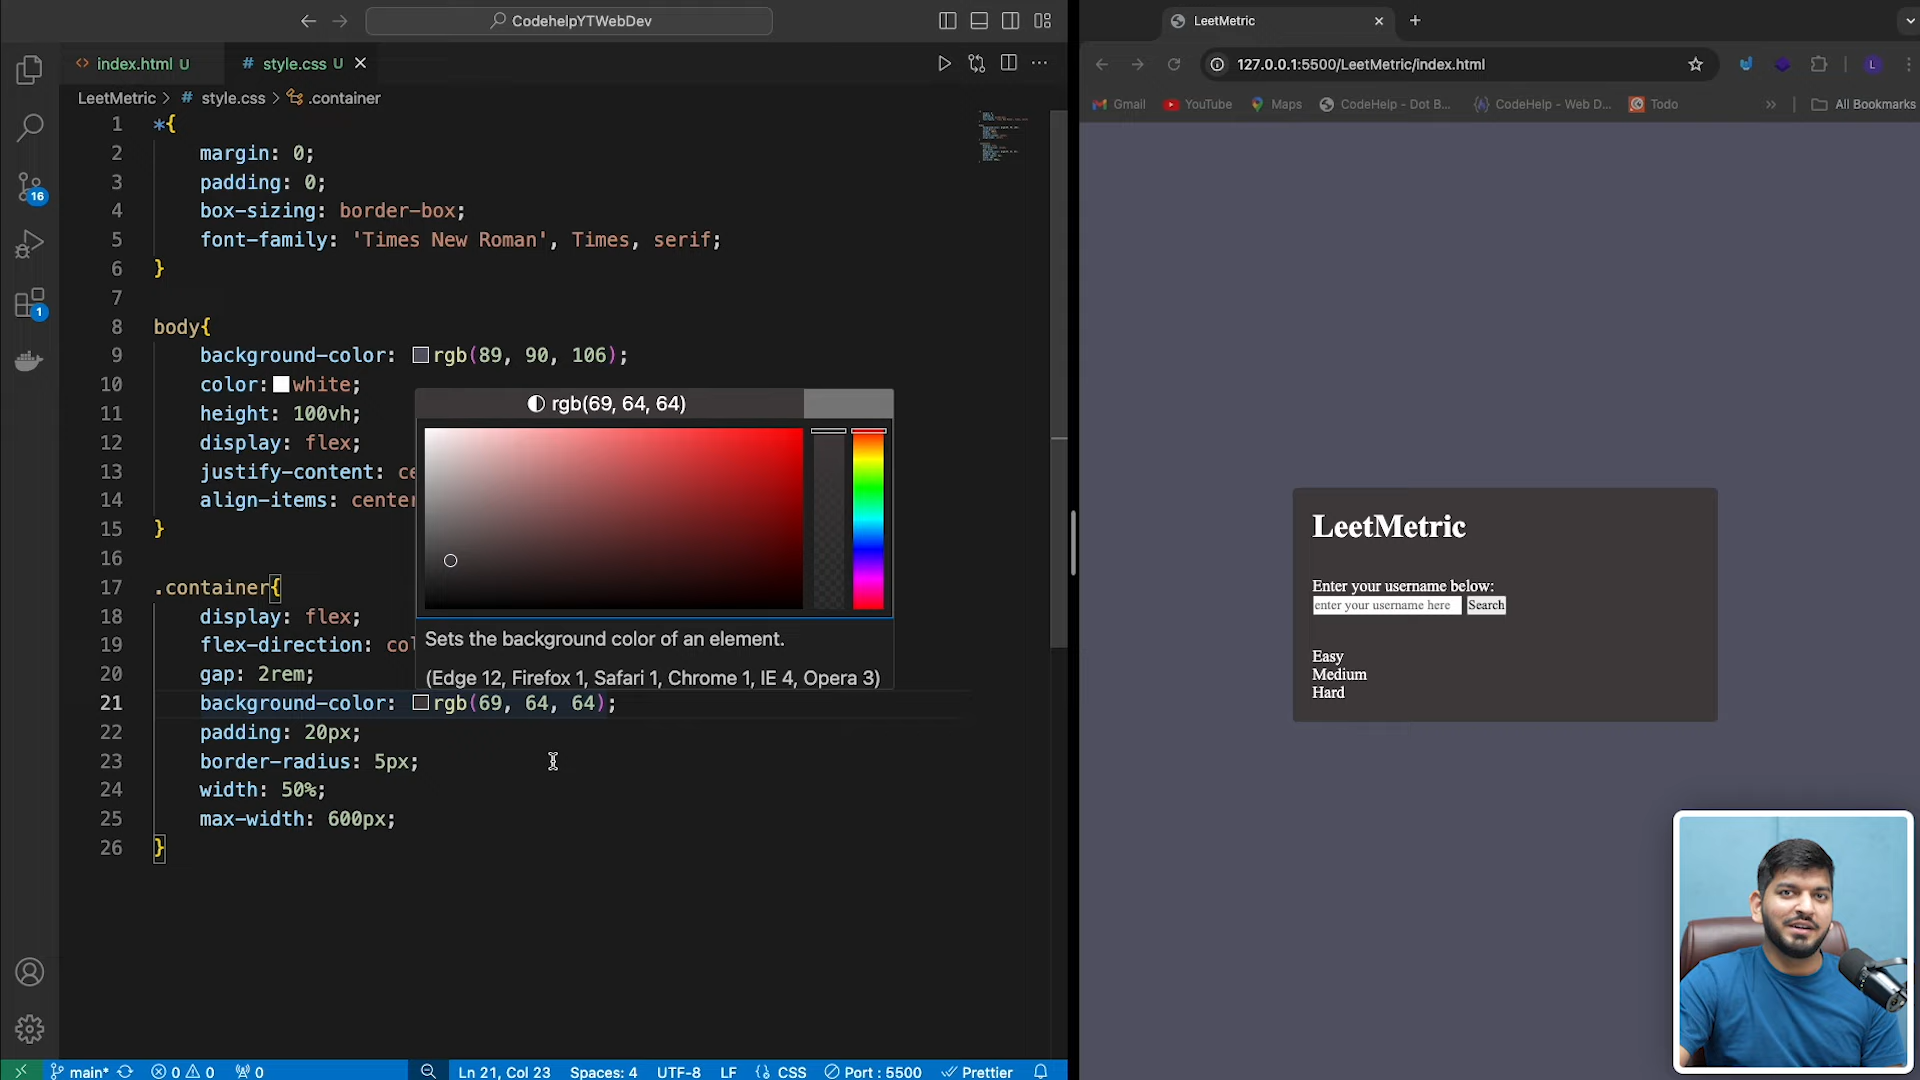 CodehelpYTWebDev
index.html U
# style.css U
LeetMetric > # style.css > .container
1 *{
2 margin: 0;
3 padding: 0;
4 box-sizing: border-box;
5 font-family: 'Times New Roman', Times, serif;
6 }
7
8 body{
9 background-color: rgb(89, 90, 106);
10 color: white;
11 height: 100vh;
12 display: flex;
13 justify-content: ce
14 align-items: center
15 }
16
17 .container{
18 display: flex;
19 flex-direction: col
20 gap: 2rem;
21 background-color: rgb(69, 64, 64);
22 padding: 20px;
23 border-radius: 5px;
24 width: 50%;
25 max-width: 600px;
26 }
rgb(69, 64, 64)
Sets the background color of an element.
(Edge 12, Firefox 1, Safari 1, Chrome 1, IE 4, Opera 3)
16
1
main* 0 0 0 Ln 21, Col 23 Spaces: 4 UTF-8 LF {} CSS Port : 5500 Prettier
LeetMetric
127.0.0.1:5500/LeetMetric/index.html
L
Gmail YouTube Maps CodeHelp - Dot B... CodeHelp - Web D... Todo » All Bookmarks
LeetMetric
Enter your username below:
enter your username here Search
Easy
Medium
Hard